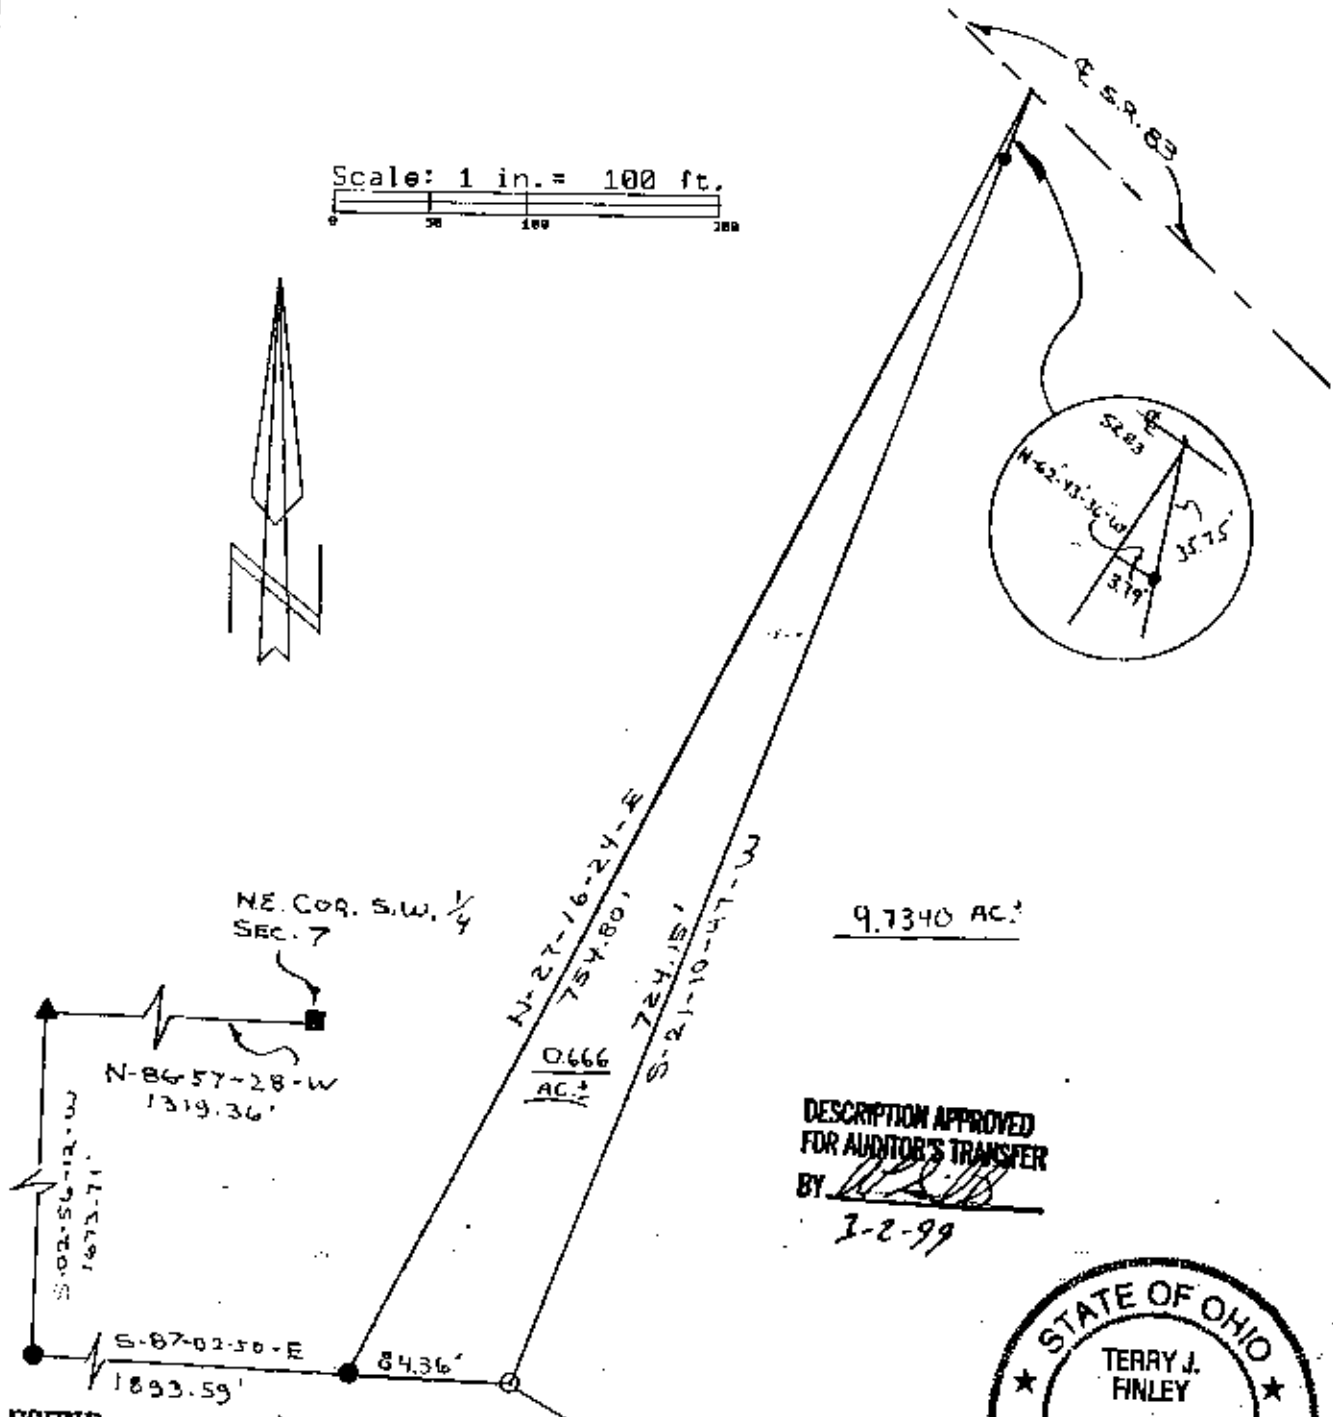 ℄ S.R. 83
Scale: 1 in. = 100 ft.
0 50 100 200
℄
S.R. 83
N-62-43-36-W
35.75'
3.79'
N-27-16-24-E
754.80'
724.15'
S-21-10-47-W
N.E. COR. S.W. 1/4
SEC. 7
9.7340 AC.±
N-86-57-28-W
1319.36'
0.666
AC.±
S-02-56-12-W
1673.71'
DESCRIPTION APPROVED
FOR AUDITOR'S TRANSFER
BY
3-2-99
S-87-02-50-E
1893.59'
84.36'
STATE OF OHIO
TERRY J.
FINLEY